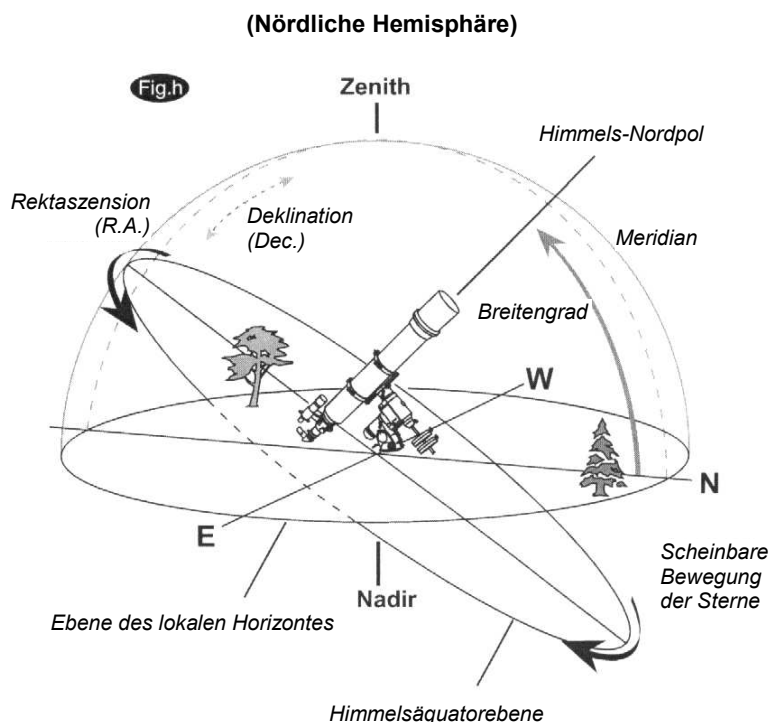 (Nördliche Hemisphäre)
Fig.h
Zenith
Himmels-Nordpol
Rektaszension
(R.A.)
Deklination
(Dec.)
Meridian
Breitengrad
W
N
E
Scheinbare
Bewegung
der Sterne
Nadir
Ebene des lokalen Horizontes
Himmelsäquatorebene